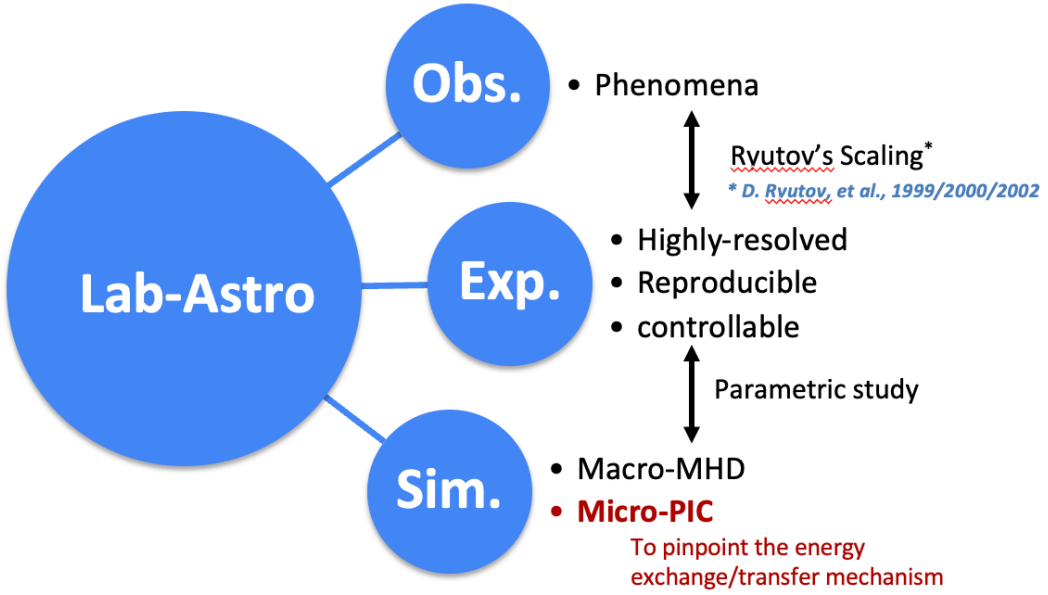 Lab-Astro
Obs.
• Phenomena
Ryutov's Scaling*
* D. Ryutov, et al., 1999/2000/2002
Exp.
• Highly-resolved
• Reproducible
• controllable
Parametric study
Sim.
• Macro-MHD
• Micro-PIC
To pinpoint the energy
exchange/transfer mechanism